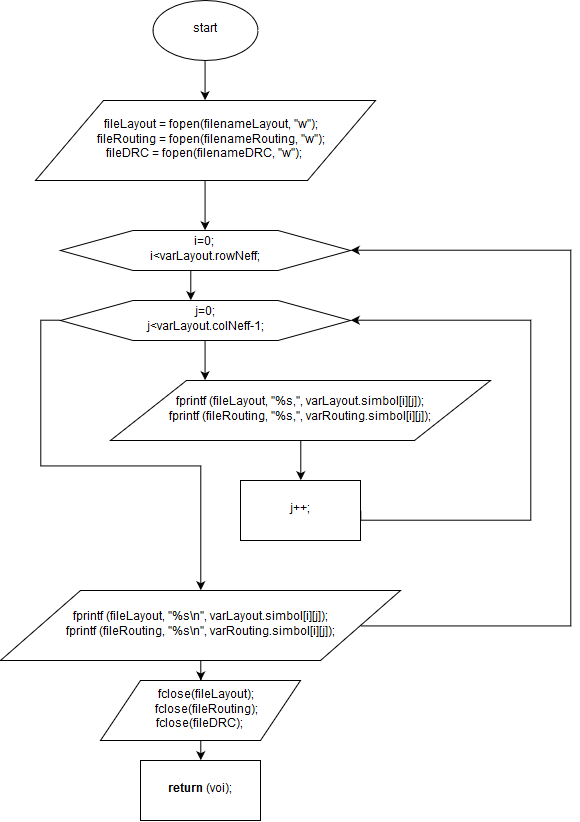 start
fileLayout = fopen(filenameLayout, "w");
fileRouting = fopen(filenameRouting, "w");
fileDRC = fopen(filenameDRC, "w");
i=0;
i<varLayout.rowNeff;
j=0;
j<varLayout.colNeff-1;
fprintf (fileLayout, "%s,", varLayout.simbol[i][j]);
fprintf (fileRouting, "%s,", varRouting.simbol[i][j]);
j++;
fprintf (fileLayout, "%s\n", varLayout.simbol[i][j]);
fprintf (fileRouting, "%s\n", varRouting.simbol[i][j]);
fclose(fileLayout);
fclose(fileRouting);
fclose(fileDRC);
return (voi);